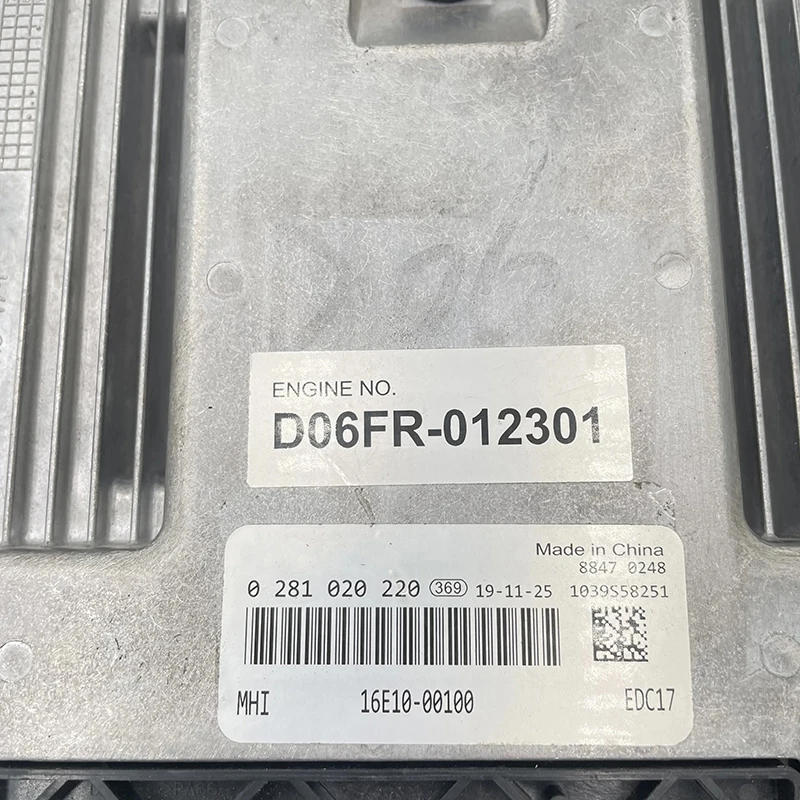 D06
ENGINE NO.
D06FR-012301
Made in China
8847 0248
0 281 020 220 369 19-11-25 1039S58251
MHI 16E10-00100 EDC17